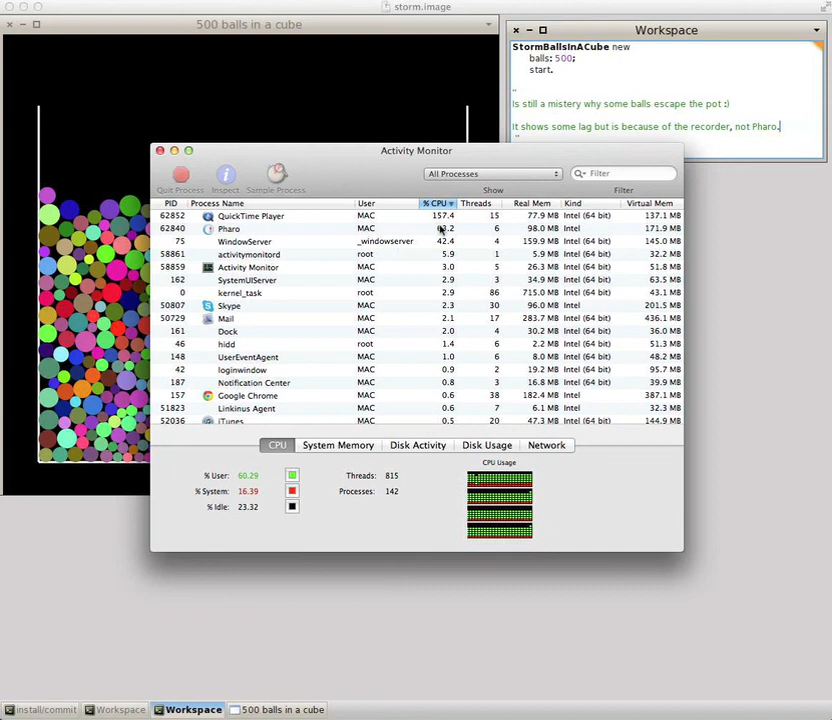 storm.image
500 balls in a cube
Workspace
StormBallsInACube new
balls: 500;
start.
"
Is still a mistery why some balls escape the pot :)
It shows some lag but is because of the recorder, not Pharo.
"
Activity Monitor
Quit Process Inspect Sample Process All Processes Show Filter Filter
PID Process Name User % CPU Threads Real Mem Kind Virtual Mem
62852 QuickTime Player MAC 157.4 15 77.9 MB Intel (64 bit) 137.1 MB
62840 Pharo MAC 6 98.0 MB Intel 171.9 MB
75 WindowServer _windowserver 42.4 4 159.9 MB Intel (64 bit) 145.0 MB
58861 activitymonitord root 5.9 1 5.9 MB Intel (64 bit) 32.2 MB
58859 Activity Monitor MAC 3.0 5 26.3 MB Intel (64 bit) 51.8 MB
162 SystemUIServer MAC 2.9 3 34.9 MB Intel (64 bit) 63.5 MB
0 kernel_task root 2.9 86 715.0 MB Intel (64 bit) 43.1 MB
50807 Skype MAC 2.3 30 96.0 MB Intel 201.5 MB
50729 Mail MAC 2.1 17 283.7 MB Intel (64 bit) 436.1 MB
161 Dock MAC 2.0 4 30.2 MB Intel (64 bit) 36.0 MB
46 hidd root 1.4 6 2.2 MB Intel (64 bit) 51.3 MB
148 UserEventAgent MAC 1.0 6 8.0 MB Intel (64 bit) 48.2 MB
42 loginwindow MAC 0.9 2 19.2 MB Intel (64 bit) 95.7 MB
187 Notification Center MAC 0.8 3 16.8 MB Intel (64 bit) 39.9 MB
157 Google Chrome MAC 0.6 38 182.4 MB Intel 387.1 MB
51823 Linkinus Agent MAC 0.6 7 6.1 MB Intel (64 bit) 32.3 MB
52036 iTunes MAC 0.5 20 47.3 MB Intel (64 bit) 144.9 MB
CPU System Memory Disk Activity Disk Usage Network
CPU Usage
% User: 60.29 Threads: 815
% System: 16.39 Processes: 142
% Idle: 23.32
install/commit Workspace Workspace 500 balls in a cube